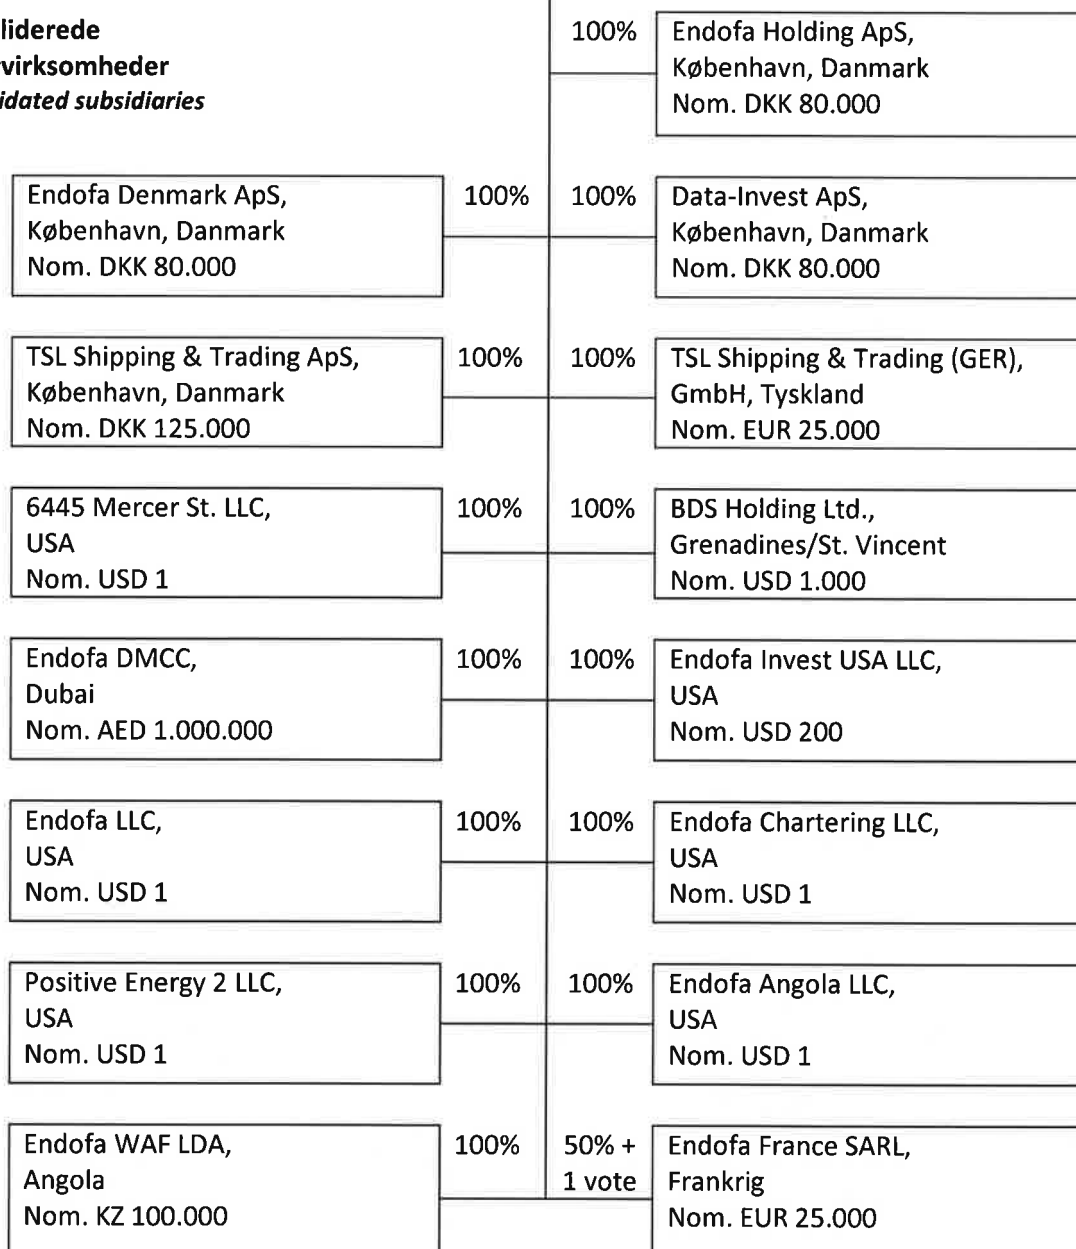 liderede
virksomheder
idated subsidiaries
100%
Endofa Holding ApS,
København, Danmark
Nom. DKK 80.000
Endofa Denmark ApS,
København, Danmark
Nom. DKK 80.000
100%
100%
Data-Invest ApS,
København, Danmark
Nom. DKK 80.000
TSL Shipping & Trading ApS,
København, Danmark
Nom. DKK 125.000
100%
100%
TSL Shipping & Trading (GER),
GmbH, Tyskland
Nom. EUR 25.000
6445 Mercer St. LLC,
USA
Nom. USD 1
100%
100%
BDS Holding Ltd.,
Grenadines/St. Vincent
Nom. USD 1.000
Endofa DMCC,
Dubai
Nom. AED 1.000.000
100%
100%
Endofa Invest USA LLC,
USA
Nom. USD 200
Endofa LLC,
USA
Nom. USD 1
100%
100%
Endofa Chartering LLC,
USA
Nom. USD 1
Positive Energy 2 LLC,
USA
Nom. USD 1
100%
100%
Endofa Angola LLC,
USA
Nom. USD 1
Endofa WAF LDA,
Angola
Nom. KZ 100.000
100%
50% +
1 vote
Endofa France SARL,
Frankrig
Nom. EUR 25.000